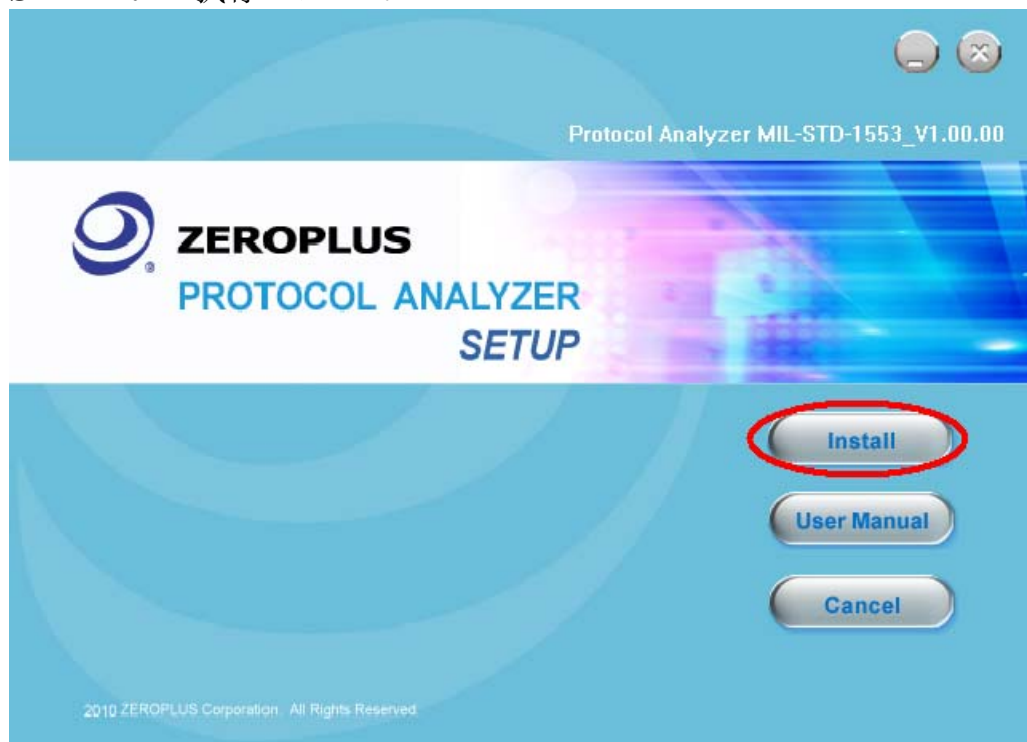 Protocol Analyzer MIL-STD-1553_V1.00.00
ZEROPLUS
PROTOCOL ANALYZER
SETUP
Install
User Manual
Cancel
2010 ZEROPLUS Corporation. All Rights Reserved.